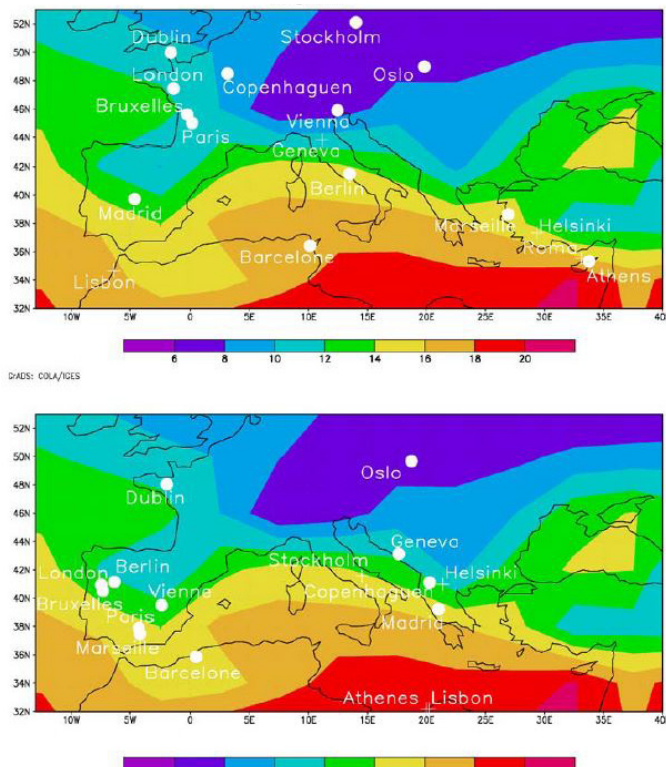 52N
50N
48N
46N
44N
42N
40N
38N
36N
34N
32N
Dublin
Stockholm
London
Oslo
Copenhaguen
Bruxelles
Vienna
Paris
Geneva
Berlin
Madrid
Marseille
Helsinki
Roma
Barcelone
Lisbon
Athens
10W 5W 0 5E 10E 15E 20E 25E 30E 35E 40
6 8 10 12 14 16 18 20
GrADS: COLA/IGES
52N
50N
48N
46N
44N
42N
40N
38N
36N
34N
32N
Oslo
Dublin
Geneva
Stockholm
London
Berlin
Helsinki
Bruxelles
Vienne
Copenhaguen
Paris
Madrid
Marseille
Barcelone
Athenes Lisbon
10W 5W 0 5E 10E 15E 20E 25E 30E 35E 40